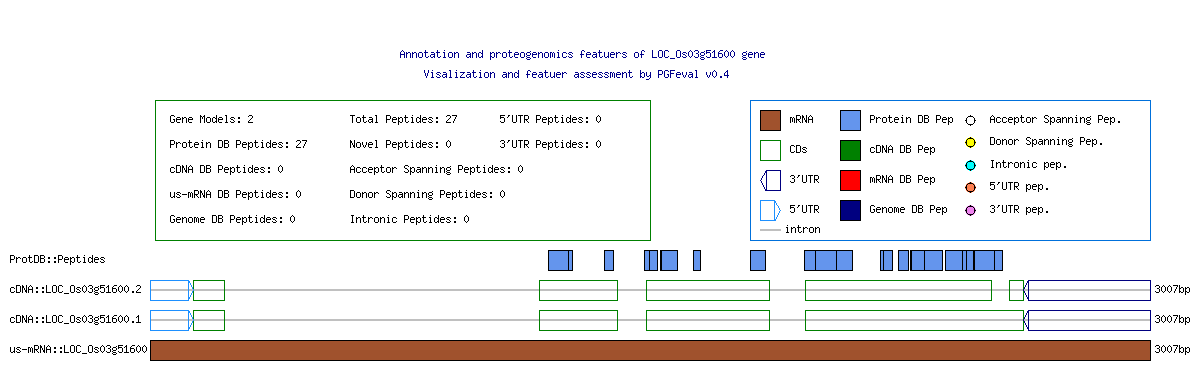 Annotation and proteogenomics featuers of LOC_Os03g51600 gene
Visalization and featuer assessment by PGFeval v0.4
Gene Models: 2 Total Peptides: 27 5'UTR Peptides: 0
Protein DB Peptides: 27 Novel Peptides: 0 3'UTR Peptides: 0
cDNA DB Peptides: 0 Acceptor Spanning Peptides: 0
us-mRNA DB Peptides: 0 Donor Spanning Peptides: 0
Genome DB Peptides: 0 Intronic Peptides: 0
mRNA Protein DB Pep Acceptor Spanning Pep.
CDs cDNA DB Pep Donor Spanning Pep.
3'UTR mRNA DB Pep Intronic pep.
5'UTR Genome DB Pep 5'UTR pep.
intron 3'UTR pep.
ProtDB::Peptides
cDNA::LOC_Os03g51600.2 3007bp
cDNA::LOC_Os03g51600.1 3007bp
us-mRNA::LOC_Os03g51600 3007bp